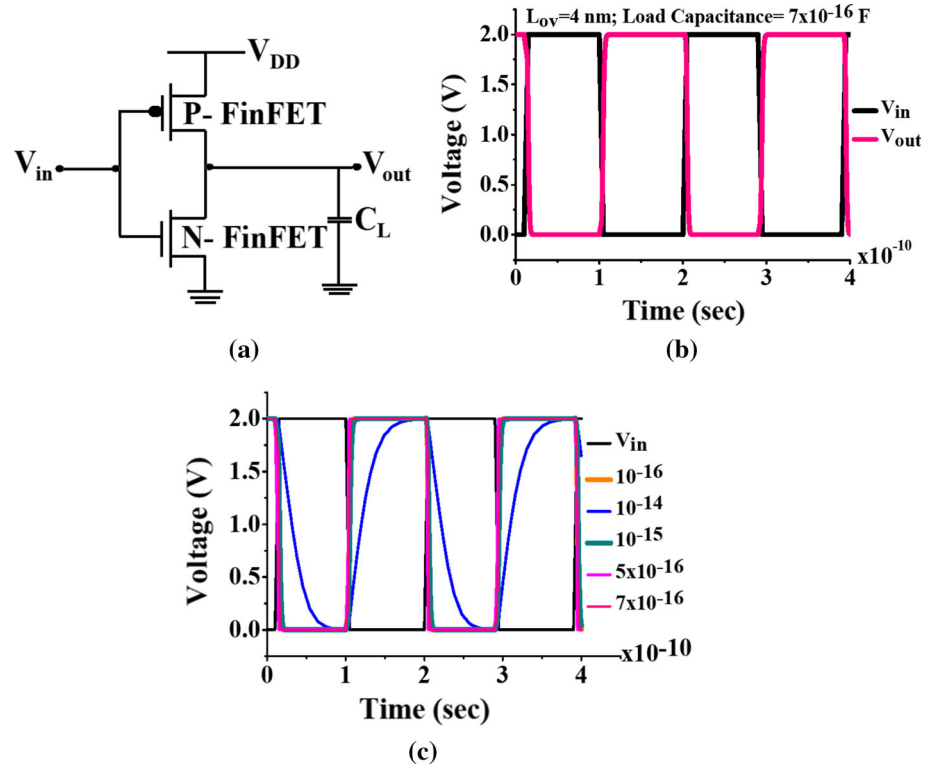 V_DD
P- FinFET
V_in
V_out
N- FinFET
C_L
(a)
L_ov=4 nm; Load Capacitance= 7x10^-16 F
2.0
1.5
1.0
0.5
0.0
Voltage (V)
V_in
V_out
0 1 2 3 4
x10^-10
Time (sec)
(b)
2.0
1.5
1.0
0.5
0.0
Voltage (V)
V_in
10^-16
10^-14
10^-15
5x10^-16
7x10^-16
0 1 2 3 4
x10^-10
Time (sec)
(c)